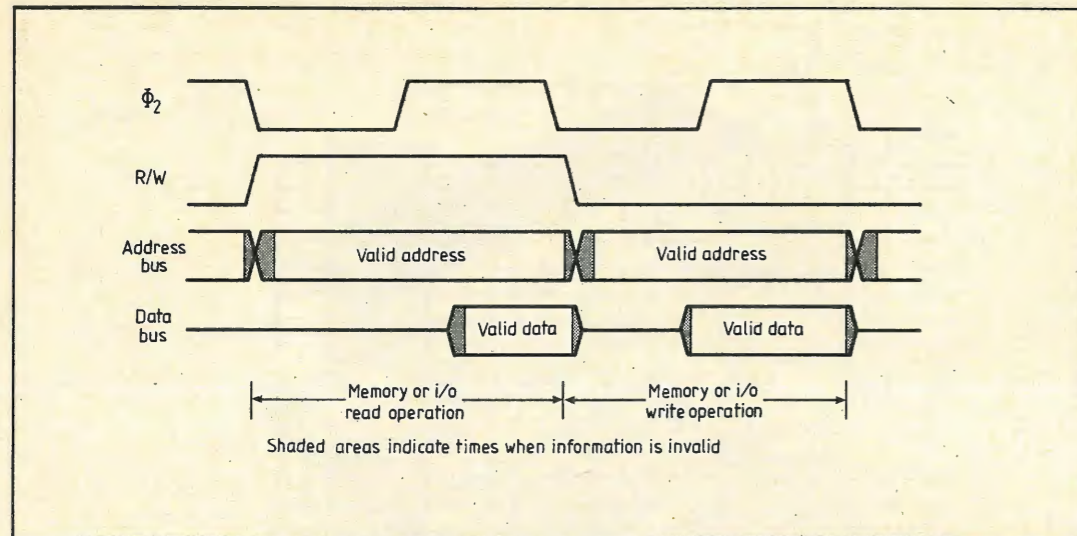 Φ₂
R/W
Address
bus
Valid address
Valid address
Data
bus
Valid data
Valid data
Memory or i/o
read operation
Memory or i/o
write operation
Shaded areas indicate times when information is invalid